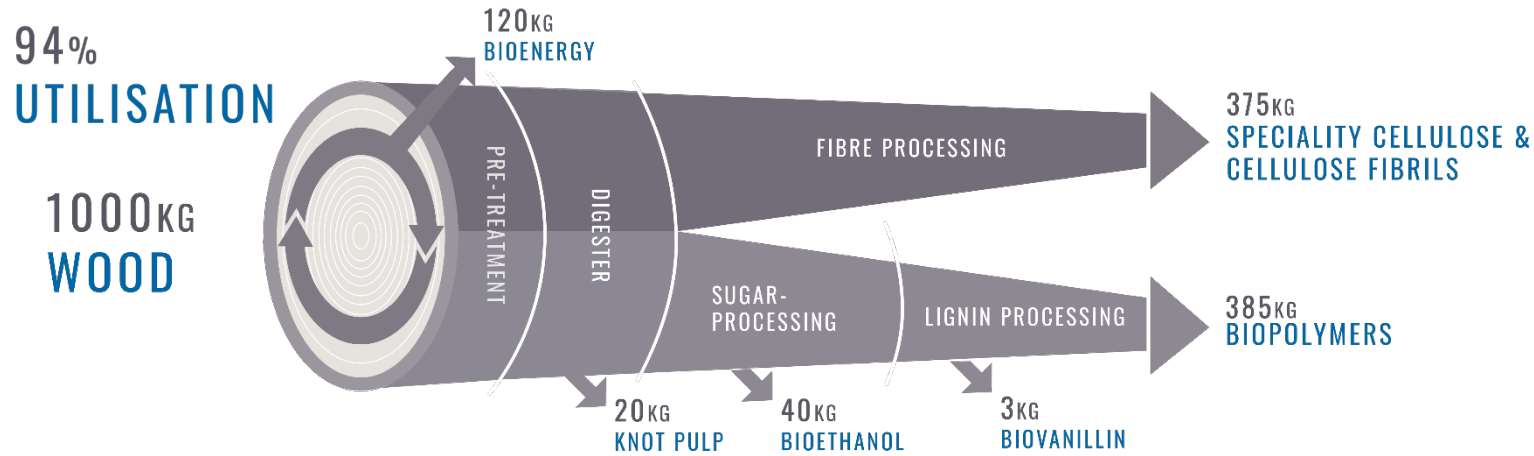 94%
UTILISATION
1000KG
WOOD
120KG
BIOENERGY
PRE-TREATMENT
DIGESTER
FIBRE PROCESSING
375KG
SPECIALITY CELLULOSE &
CELLULOSE FIBRILS
SUGAR-
PROCESSING
LIGNIN PROCESSING
385KG
BIOPOLYMERS
20KG
KNOT PULP
40KG
BIOETHANOL
3KG
BIOVANILLIN